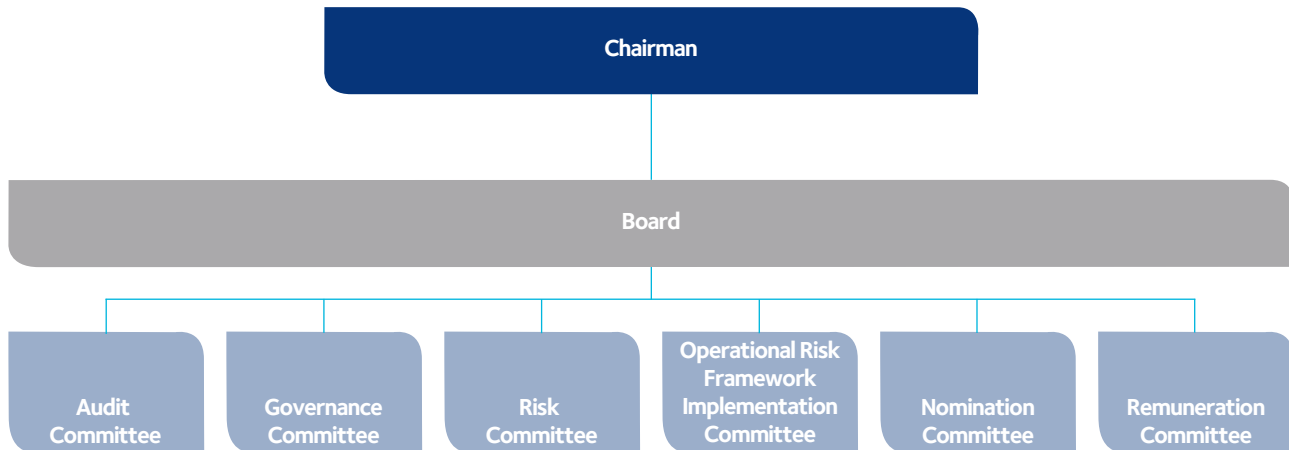 Chairman
Board
Audit
Committee
Governance
Committee
Risk
Committee
Operational Risk
Framework
Implementation
Committee
Nomination
Committee
Remuneration
Committee